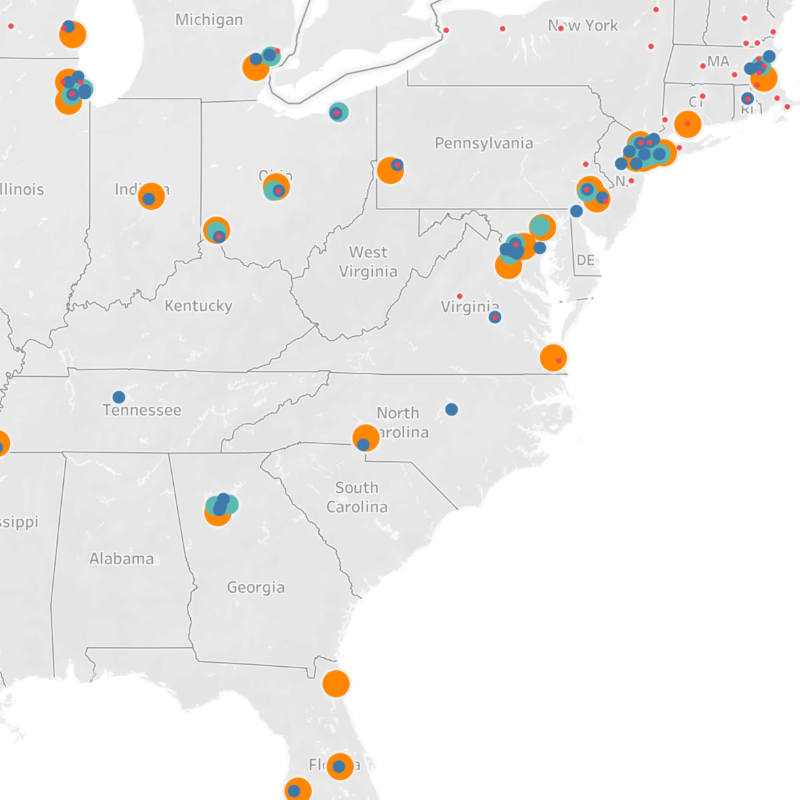 Michigan
New York
MA
CT
RI
Pennsylvania
N.
llinois
Indiana
Ohio
West
Virginia
DE
Kentucky
Virginia
Tennessee
North
Carolina
South
Carolina
ssippi
Alabama
Georgia
Florida